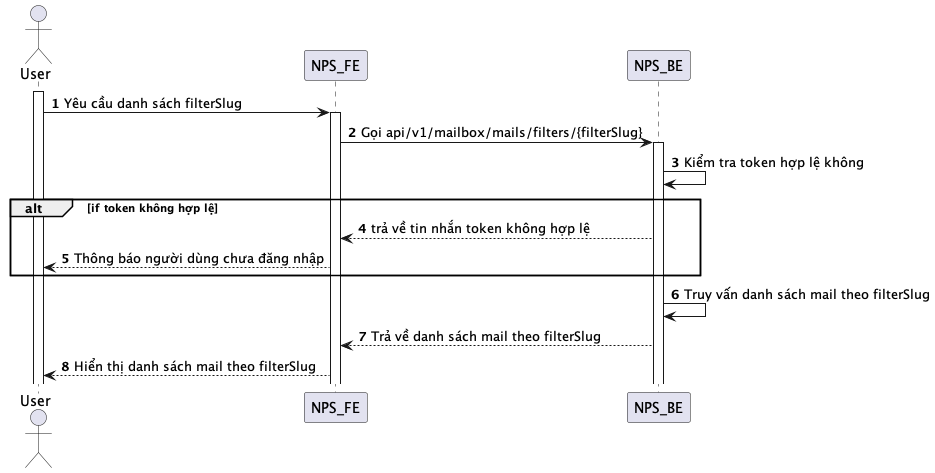 User
NPS_FE
NPS_BE
1 Yêu cầu danh sách filterSlug
2 Gọi api/v1/mailbox/mails/filters/{filterSlug}
3 Kiểm tra token hợp lệ không
alt [if token không hợp lệ]
4 trả về tin nhắn token không hợp lệ
5 Thông báo người dùng chưa đăng nhập
6 Truy vấn danh sách mail theo filterSlug
7 Trả về danh sách mail theo filterSlug
8 Hiển thị danh sách mail theo filterSlug
User
NPS_FE
NPS_BE